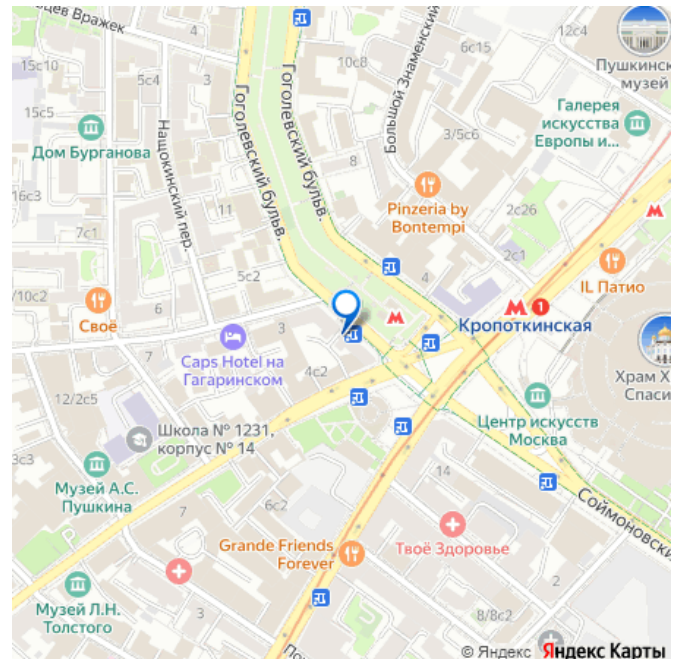 цев Вражек
3
12с4
15с10
5с4
4
6с15
Пушкинск
музей
Гоголевский бульв.
Гоголевский бульв.
Большой Знаменский
15с5
3/5с6
Галерея
искусства
Европы и...
Дом Бурганова
Нащокинский пер.
8
16с3
11
Pinzeria by
Bontempi
2с26
7с1
2с1
5с2
4
IL Патио
/10с2
Своё
6
3
1
Кропоткинская
Caps Hotel на
Гагаринском
4с2
Храм Х
Спаси
12/2с5
Школа № 1231,
корпус № 14
Центр искусств
Москва
3с3
14
Музей А.С.
Пушкина
7
6с2
Соймоновски
Grande Friends
Forever
Твоё Здоровье
5
Музей Л.Н.
Толстого
3
8/8с2
2
© Яндекс Яндекс Карты